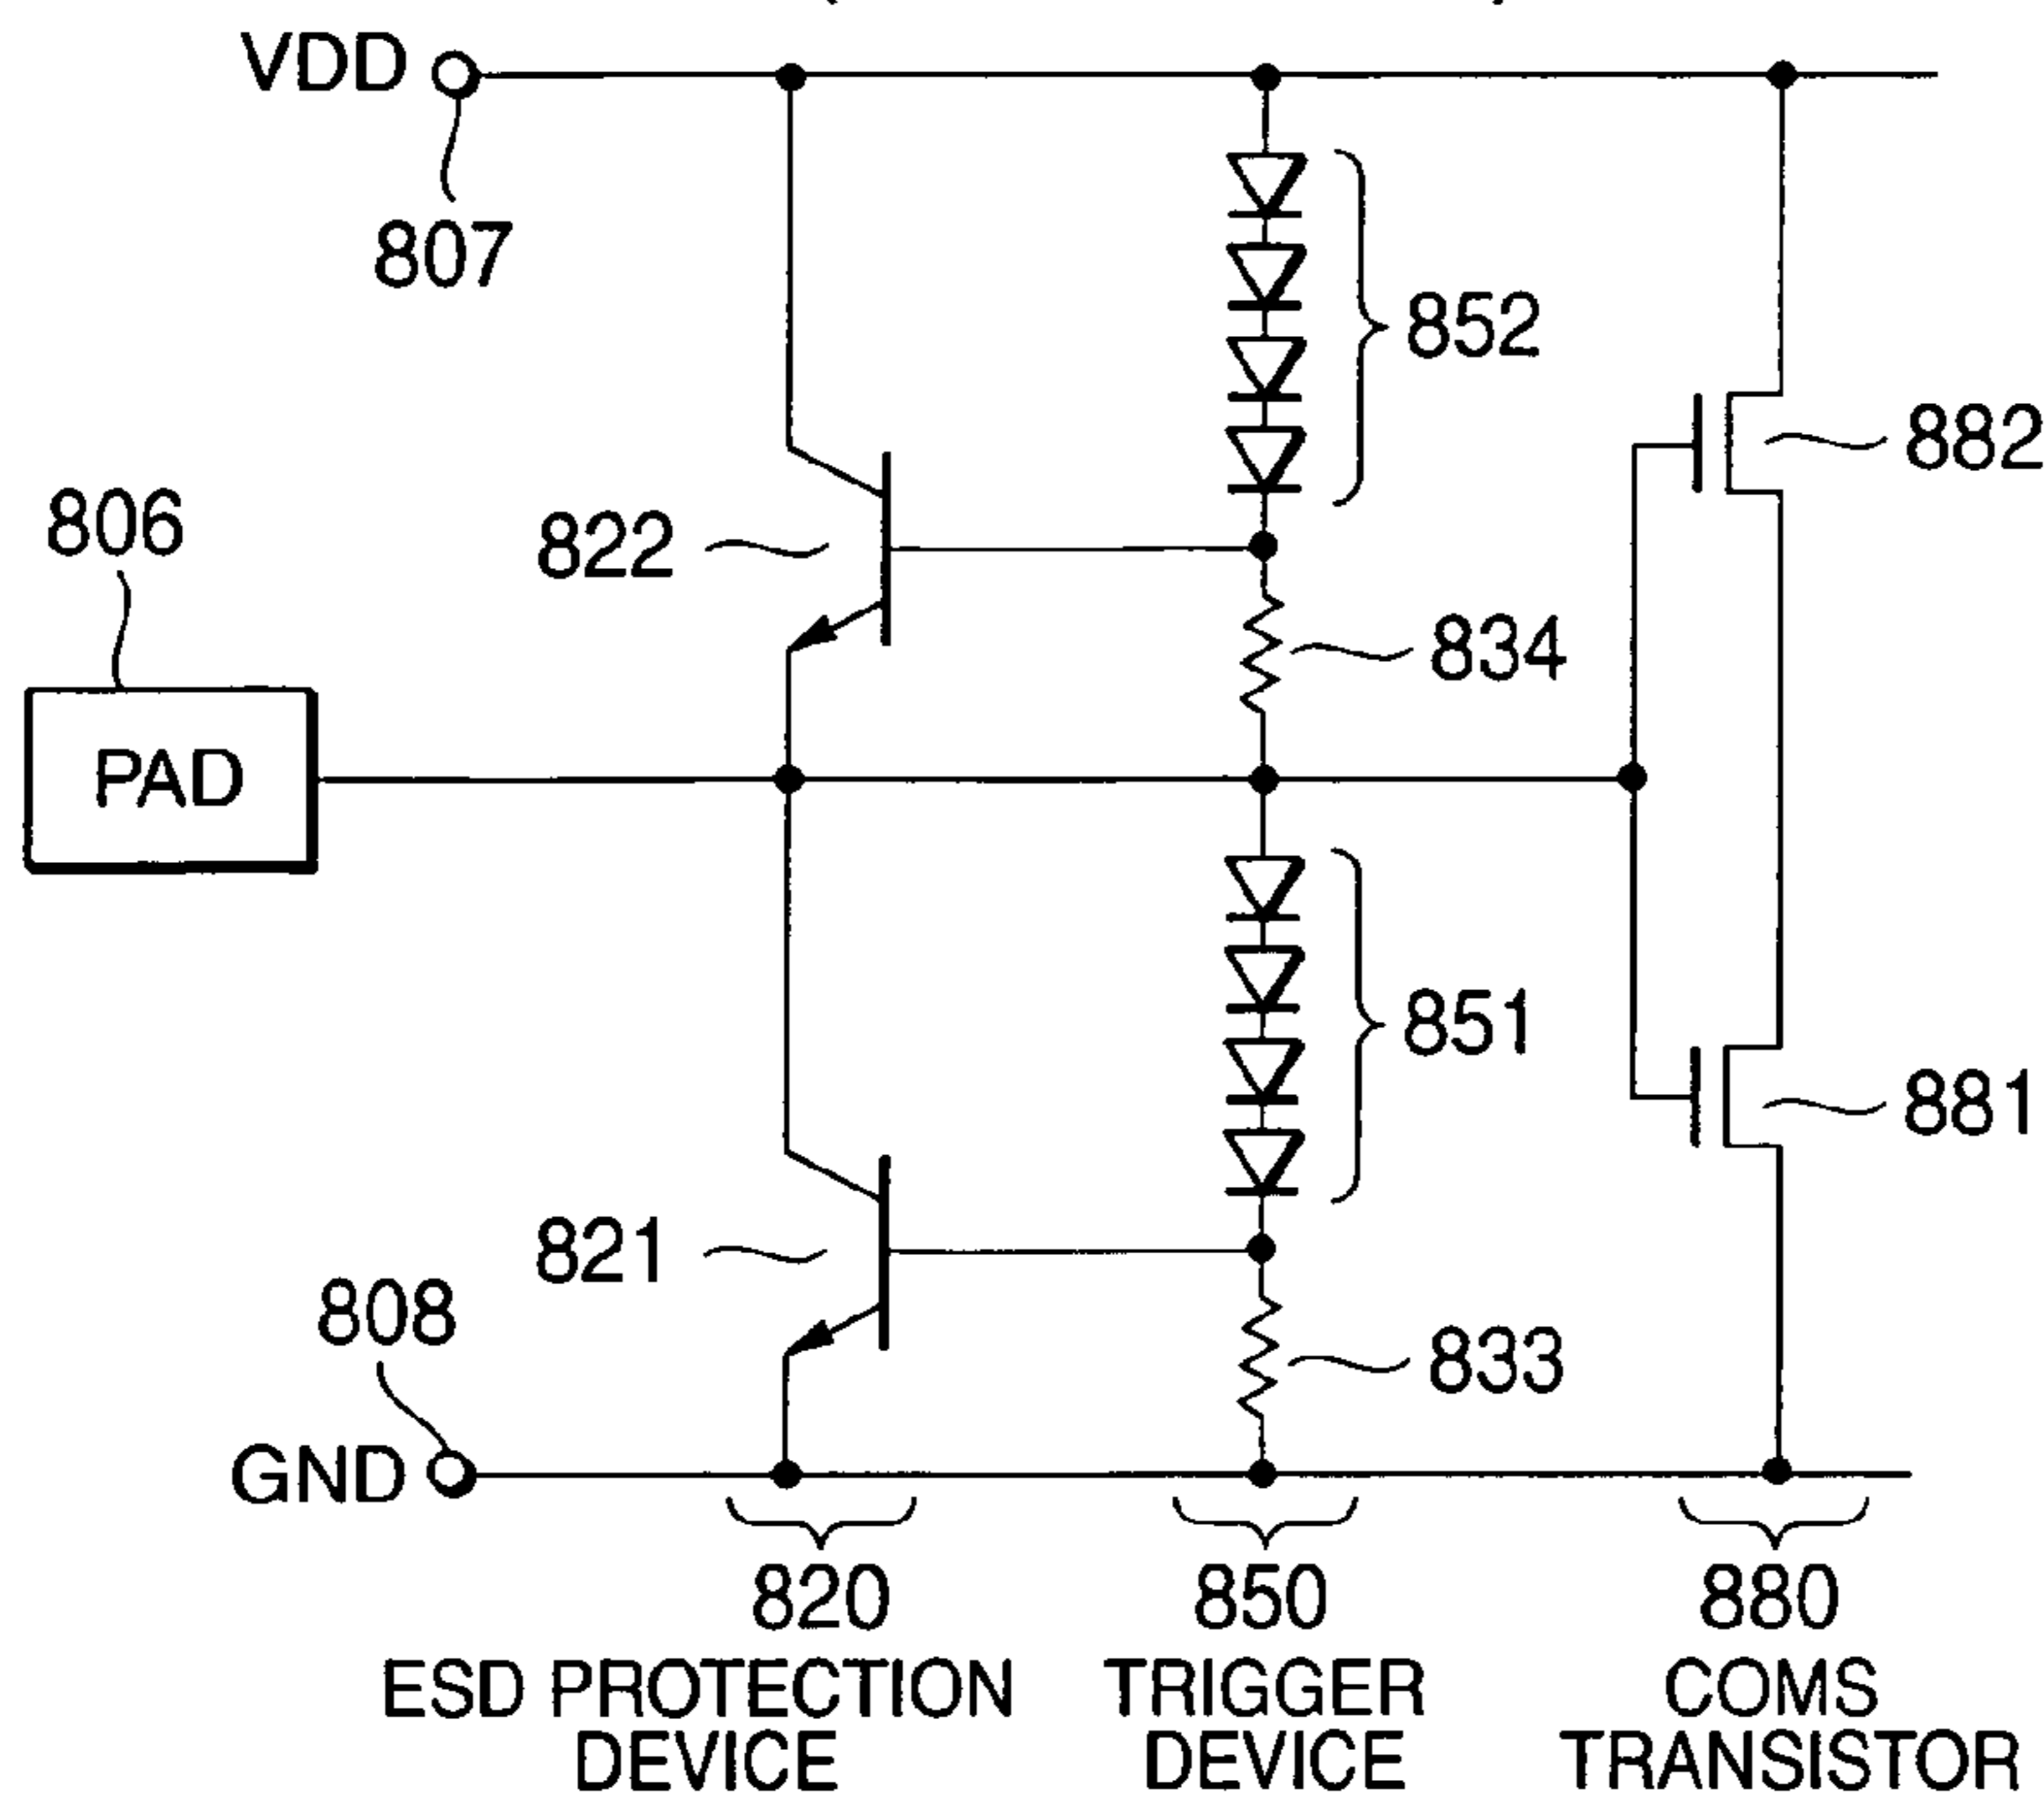 VDD
807
852
882
806
822
834
PAD
851
881
821
808
833
GND
820
850
880
ESD PROTECTION
DEVICE
TRIGGER
DEVICE
COMS
TRANSISTOR